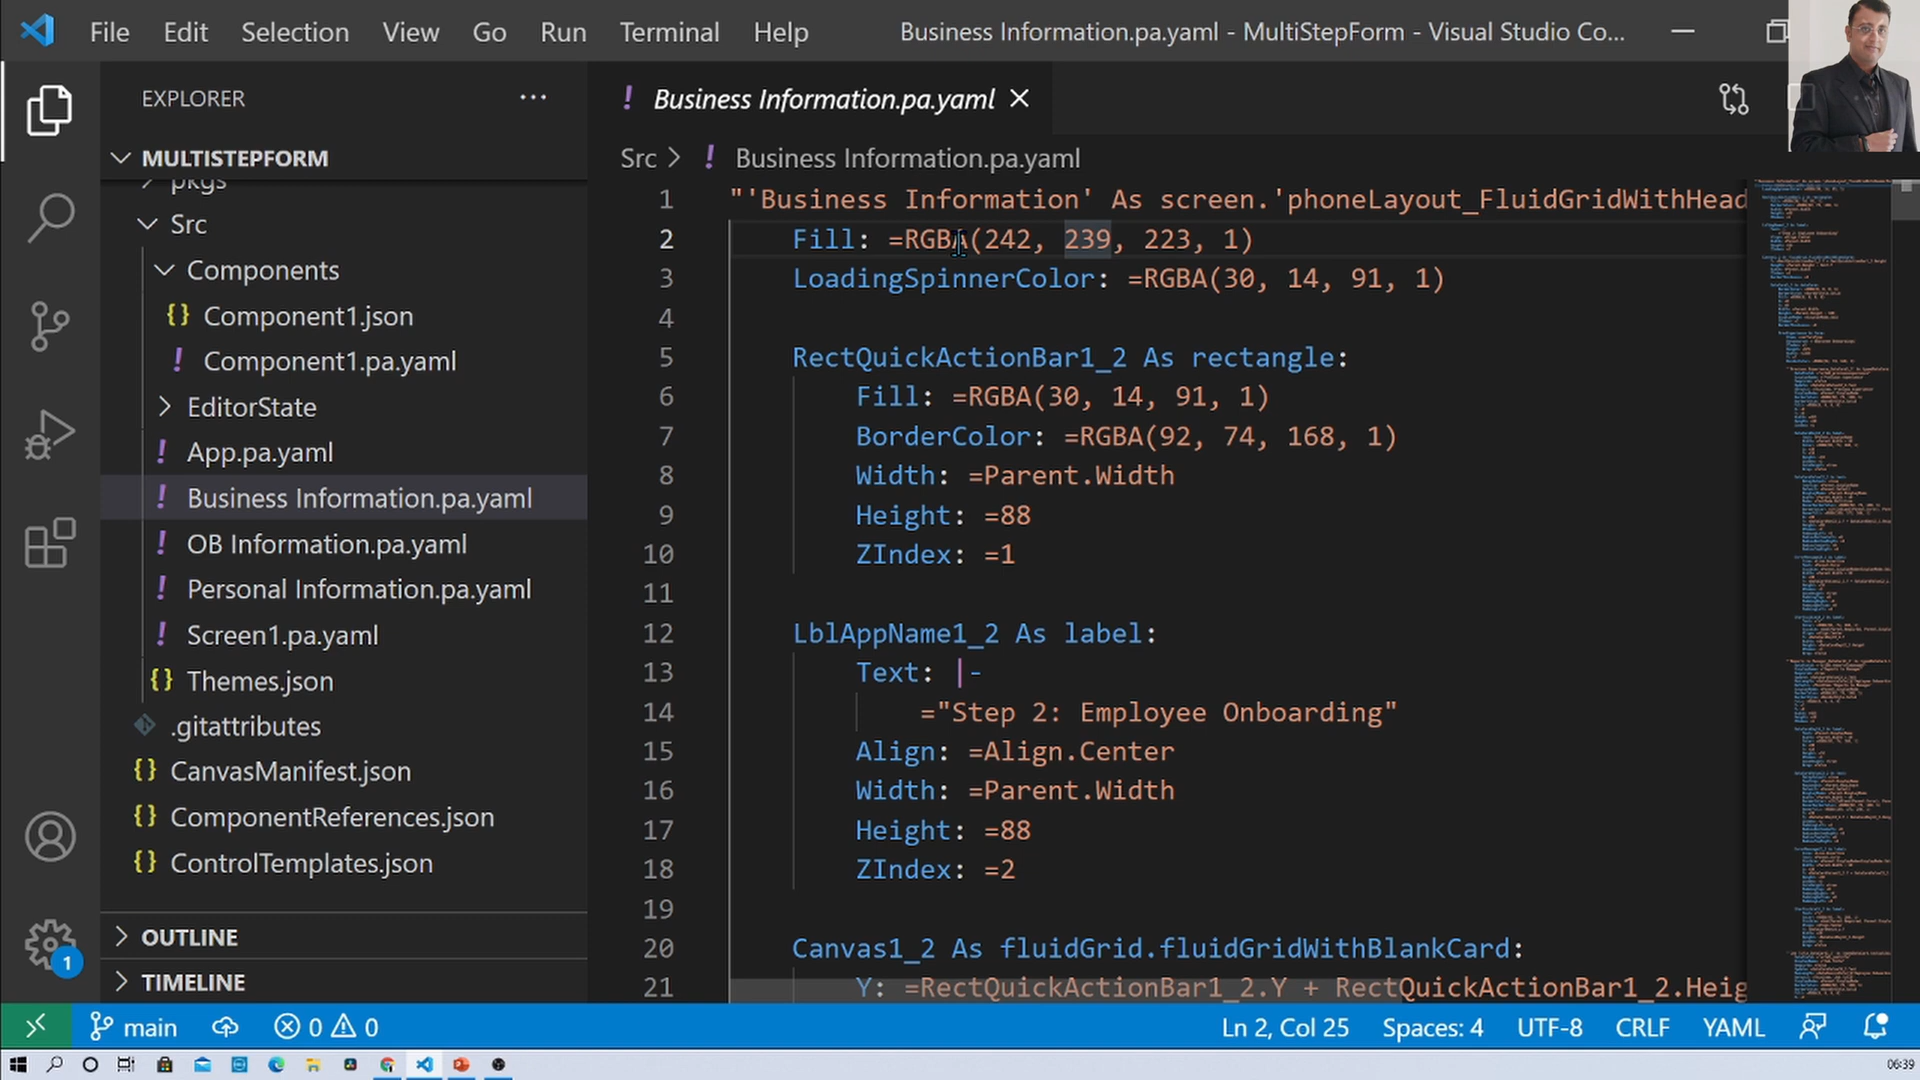 File Edit Selection View Go Run Terminal Help
Business Information.pa.yaml - MultiStepForm - Visual Studio Co...
EXPLORER
MULTISTEPFORM
pkgs
Src
Components
Component1.json
Component1.pa.yaml
EditorState
App.pa.yaml
Business Information.pa.yaml
OB Information.pa.yaml
Personal Information.pa.yaml
Screen1.pa.yaml
Themes.json
.gitattributes
CanvasManifest.json
ComponentReferences.json
ControlTemplates.json
OUTLINE
TIMELINE
Business Information.pa.yaml
Src > Business Information.pa.yaml
1 "'Business Information' As screen.'phoneLayout_FluidGridWithHead
2 Fill: =RGBA(242, 239, 223, 1)
3 LoadingSpinnerColor: =RGBA(30, 14, 91, 1)
4
5 RectQuickActionBar1_2 As rectangle:
6 Fill: =RGBA(30, 14, 91, 1)
7 BorderColor: =RGBA(92, 74, 168, 1)
8 Width: =Parent.Width
9 Height: =88
10 ZIndex: =1
11
12 LblAppName1_2 As label:
13 Text: |-
14 ="Step 2: Employee Onboarding"
15 Align: =Align.Center
16 Width: =Parent.Width
17 Height: =88
18 ZIndex: =2
19
20 Canvas1_2 As fluidGrid.fluidGridWithBlankCard:
21 Y: =RectQuickActionBar1_2.Y + RectQuickActionBar1_2.Heig
1
main 0 0 Ln 2, Col 25 Spaces: 4 UTF-8 CRLF YAML
06:39